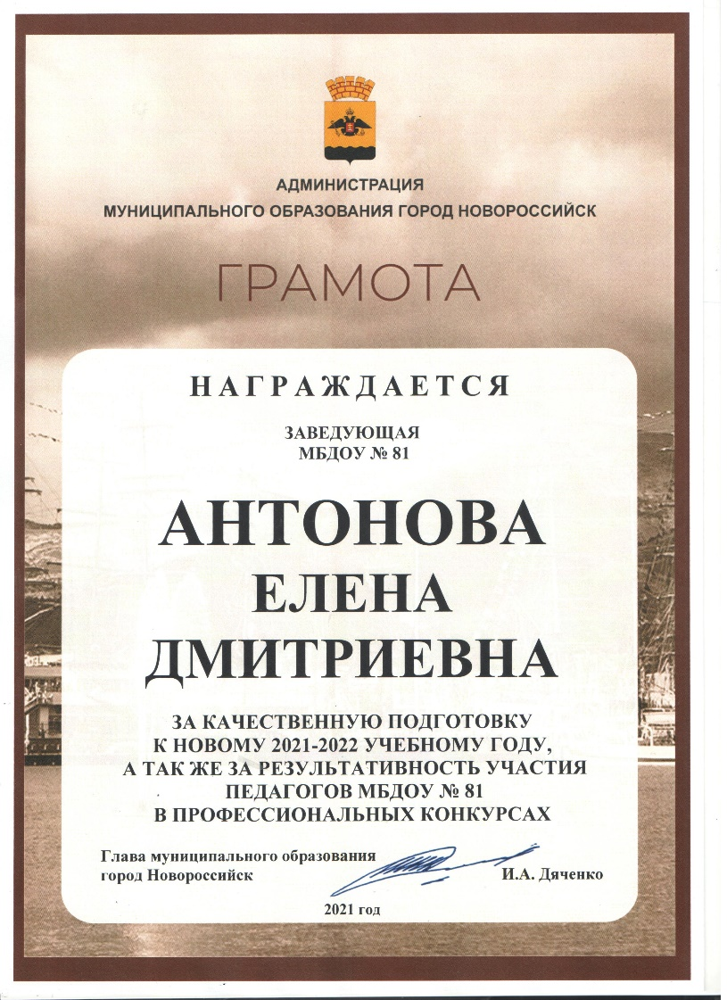 АДМИНИСТРАЦИЯ
МУНИЦИПАЛЬНОГО ОБРАЗОВАНИЯ ГОРОД НОВОРОССИЙСК
ГРАМОТА
НАГРАЖДАЕТСЯ
ЗАВЕДУЮЩАЯ
МБДОУ № 81
АНТОНОВА
ЕЛЕНА
ДМИТРИЕВНА
ЗА КАЧЕСТВЕННУЮ ПОДГОТОВКУ
К НОВОМУ 2021-2022 УЧЕБНОМУ ГОДУ,
А ТАК ЖЕ ЗА РЕЗУЛЬТАТИВНОСТЬ УЧАСТИЯ
ПЕДАГОГОВ МБДОУ № 81
В ПРОФЕССИОНАЛЬНЫХ КОНКУРСАХ
Глава муниципального образования
город Новороссийск
И.А. Дяченко
2021 год